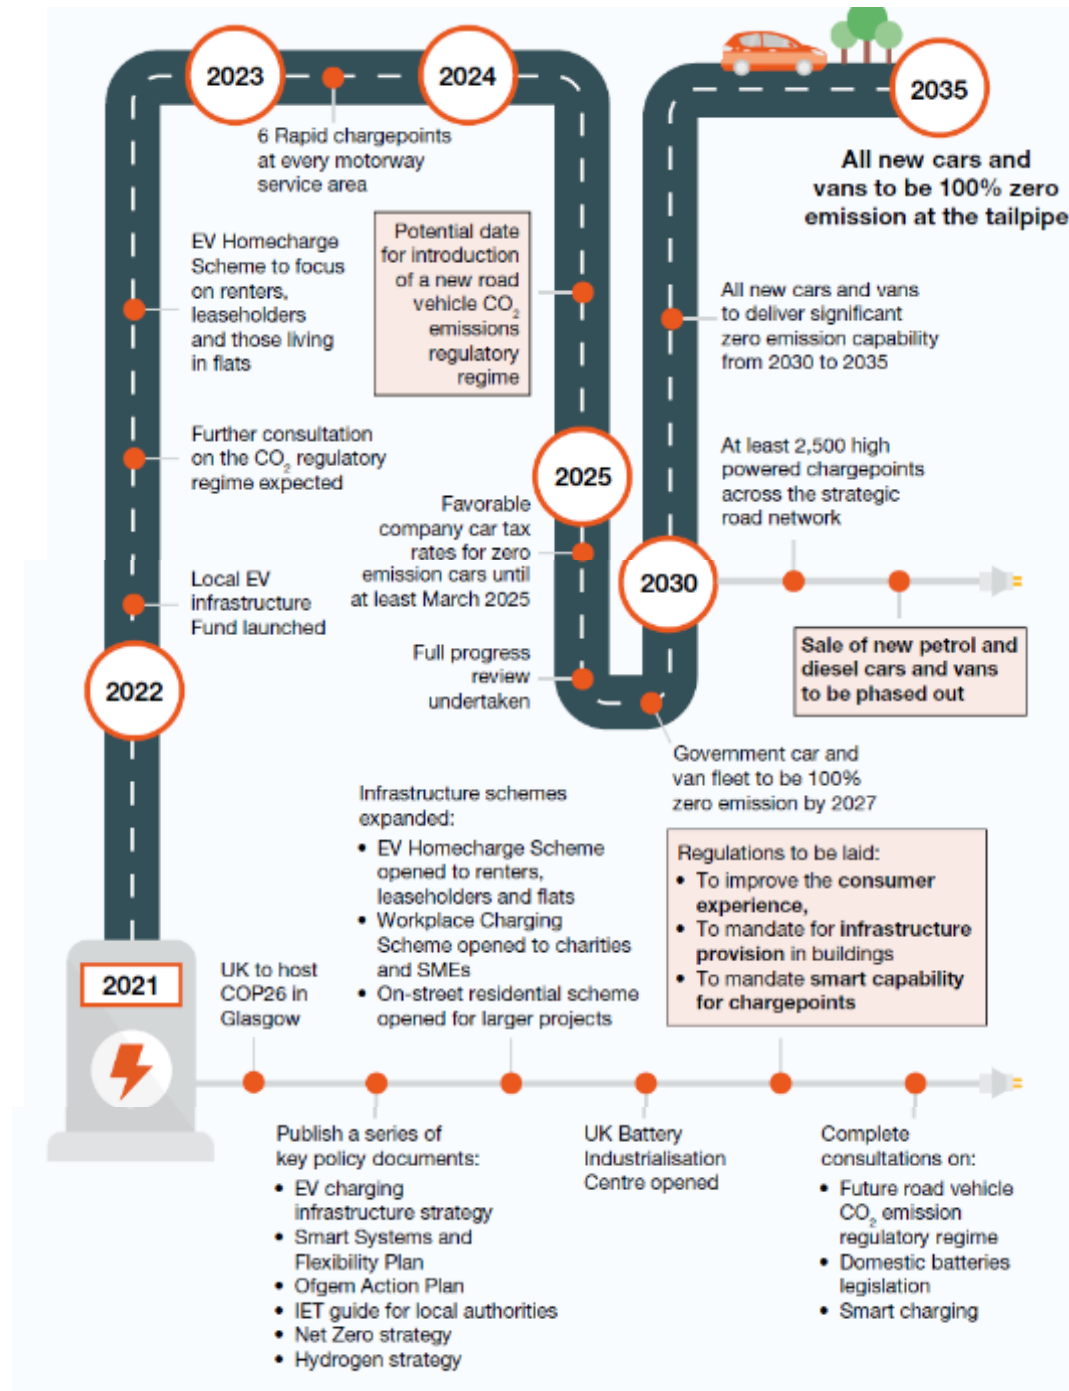 2023
2024
2035
6 Rapid chargepoints
at every motorway
service area
All new cars and
vans to be 100% zero
emission at the tailpipe
Potential date
for introduction
of a new road
vehicle CO₂
emissions
regulatory
regime
EV Homecharge
Scheme to focus
on renters,
leaseholders
and those living
in flats
All new cars and vans
to deliver significant
zero emission capability
from 2030 to 2035
Further consultation
on the CO₂ regulatory
regime expected
At least 2,500 high
powered chargepoints
across the strategic
road network
2025
Favorable
company car tax
rates for zero
emission cars until
at least March 2025
2030
Local EV
infrastructure
Fund launched
Sale of new petrol and
diesel cars and vans
to be phased out
2022
Full progress
review
undertaken
Government car and
van fleet to be 100%
zero emission by 2027
Infrastructure schemes
expanded:
• EV Homecharge Scheme
opened to renters,
leaseholders and flats
• Workplace Charging
Scheme opened to charities
and SMEs
• On-street residential scheme
opened for larger projects
Regulations to be laid:
• To improve the consumer
experience,
• To mandate for infrastructure
provision in buildings
• To mandate smart capability
for chargepoints
2021
UK to host
COP26 in
Glasgow
Publish a series of
key policy documents:
• EV charging
infrastructure strategy
• Smart Systems and
Flexibility Plan
• Ofgem Action Plan
• IET guide for local authorities
• Net Zero strategy
• Hydrogen strategy
UK Battery
Industrialisation
Centre opened
Complete
consultations on:
• Future road vehicle
CO₂ emission
regulatory regime
• Domestic batteries
legislation
• Smart charging